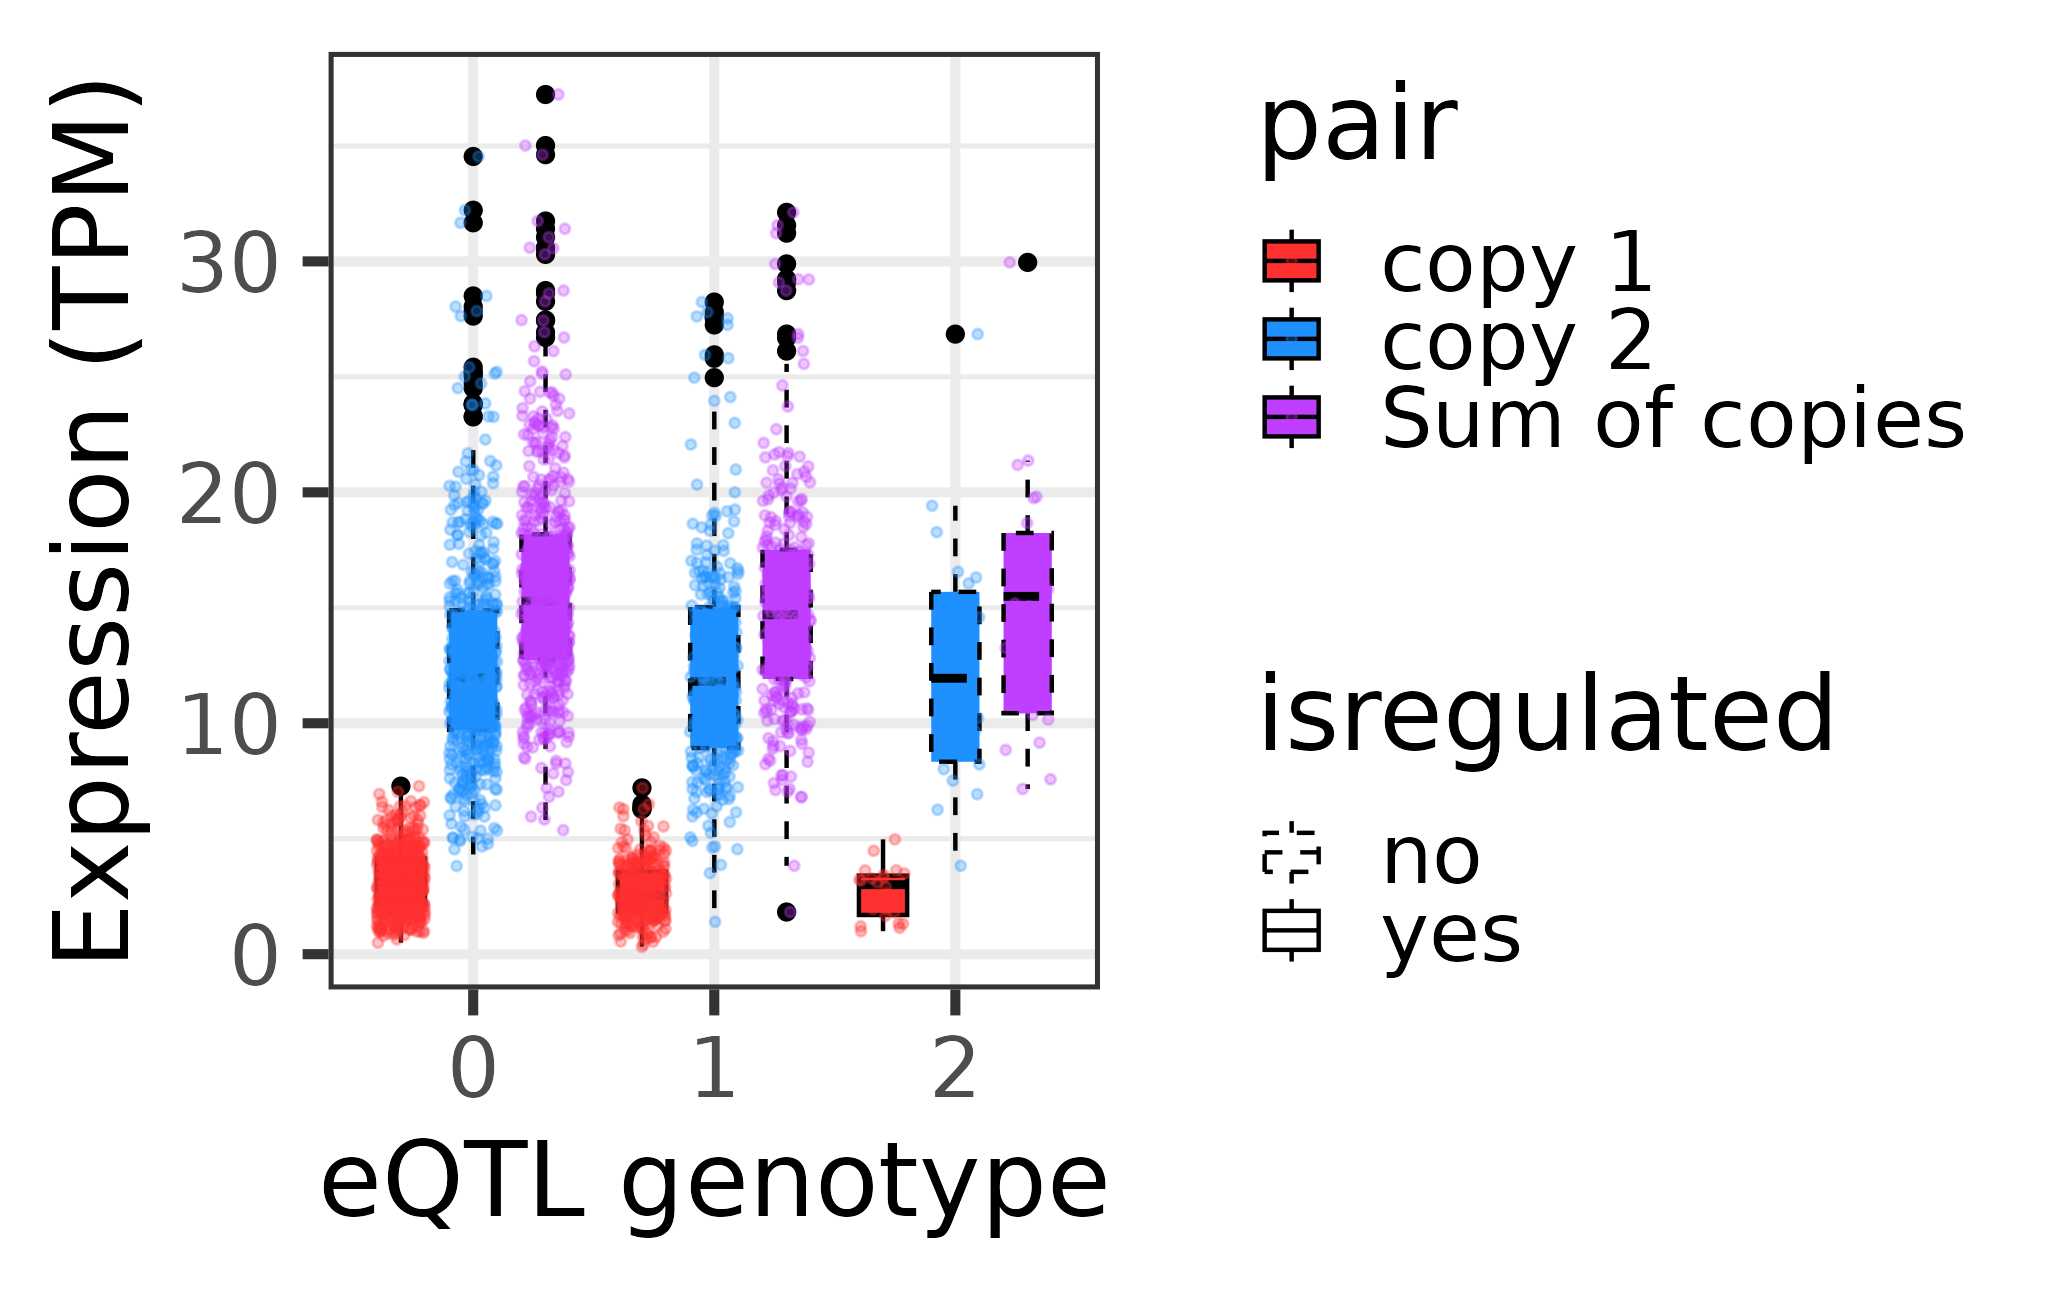 Expression (TPM)
30
20
10
0
0 1 2
eQTL genotype
pair
copy 1
copy 2
Sum of copies
isregulated
no
yes